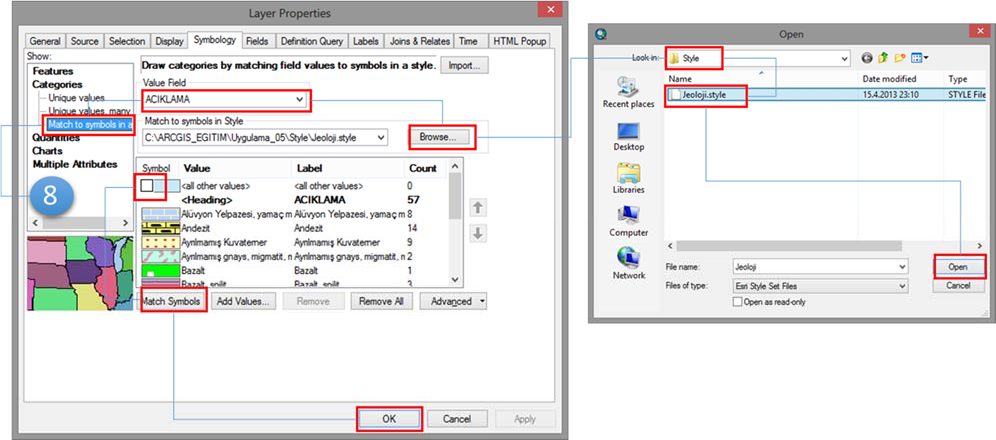 Layer Properties
General Source Selection Display Symbology Fields Definition Query Labels Joins & Relates Time HTML Popup
Show:
Features
Categories
Unique values
Unique values, many
Match to symbols in a
Quantities
Charts
Multiple Attributes
8
Draw categories by matching field values to symbols in a style.
Import...
Value Field
ACIKLAMA
Match to symbols in Style
C:\ARCGIS_EGITIM\Uygulama_05\Style\Jeoloji.style
Browse...
Symbol Value Label Count
<all other values> <all other values> 0
<Heading> ACIKLAMA 57
Alüvyon Yelpazesi, yamaç m Alüvyon Yelpazesi, yamaç m 8
Andezit Andezit 14
Ayrılmamış Kuvaterner Ayrılmamış Kuvaterner 9
Ayrılmamış gnays, migmatit, n Ayrılmamış gnays, migmatit, n 2
Bazalt Bazalt 1
Bazalt, spilit Bazalt, spilit 3
Match Symbols Add Values... Remove Remove All Advanced
OK Cancel Apply
Open
Look in: Style
Name Date modified Type
Jeoloji.style 15.4.2013 23:10 STYLE File
Recent places
Desktop
Libraries
Computer
Network
File name: Jeoloji Open
Files of type: Esri Style Set Files Cancel
Open as read-only